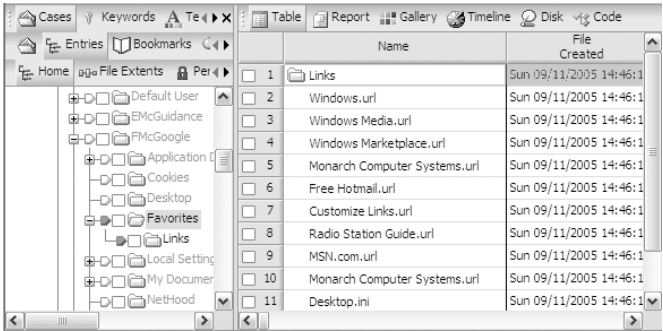 Cases Keywords Te
Entries Bookmarks
Home File Extents Per
Default User
EMcGuidance
FMcGoogle
Application D
Cookies
Desktop
Favorites
Links
Local Setting
My Documer
NetHood
Table Report Gallery Timeline Disk Code
Name File Created
1 Links Sun 09/11/2005 14:46:1
2 Windows.url Sun 09/11/2005 14:46:1
3 Windows Media.url Sun 09/11/2005 14:46:1
4 Windows Marketplace.url Sun 09/11/2005 14:46:1
5 Monarch Computer Systems.url Sun 09/11/2005 14:46:1
6 Free Hotmail.url Sun 09/11/2005 14:46:1
7 Customize Links.url Sun 09/11/2005 14:46:1
8 Radio Station Guide.url Sun 09/11/2005 14:46:1
9 MSN.com.url Sun 09/11/2005 14:46:1
10 Monarch Computer Systems.url Sun 09/11/2005 14:46:1
11 Desktop.ini Sun 09/11/2005 14:46:1